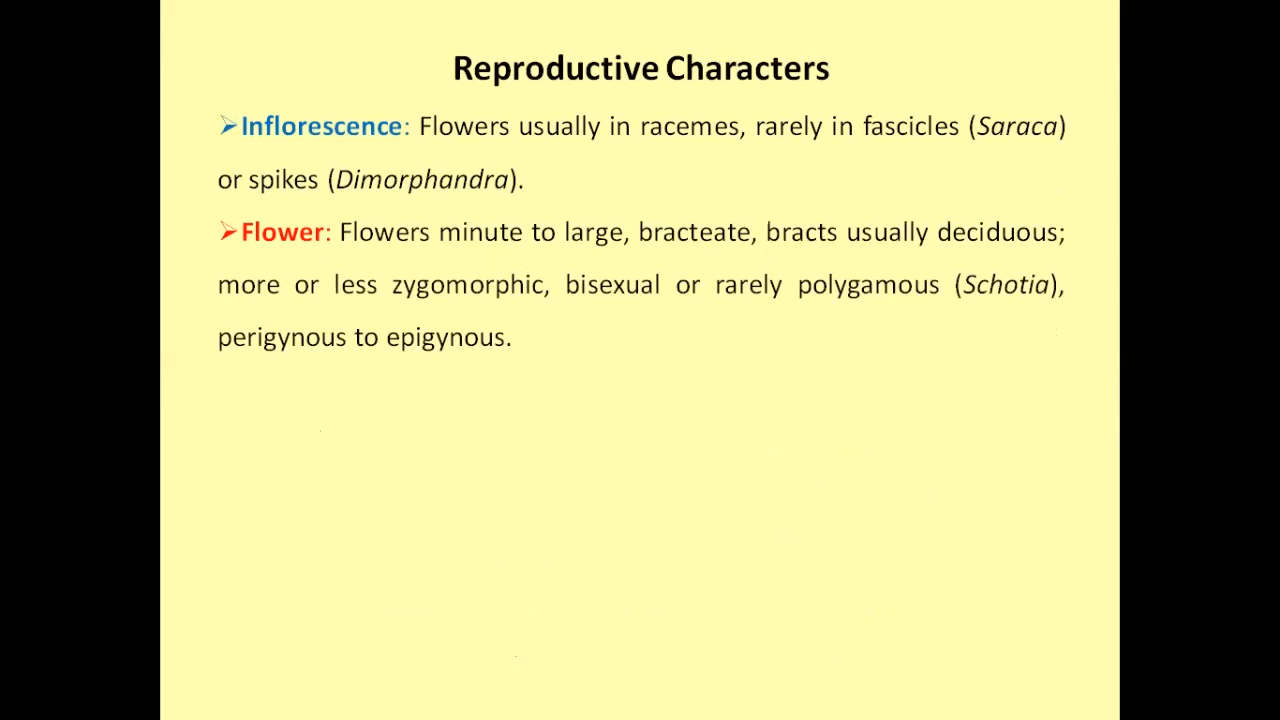 Reproductive Characters
➢Inflorescence: Flowers usually in racemes, rarely in fascicles (Saraca)
or spikes (Dimorphandra).
➢Flower: Flowers minute to large, bracteate, bracts usually deciduous;
more or less zygomorphic, bisexual or rarely polygamous (Schotia),
perigynous to epigynous.